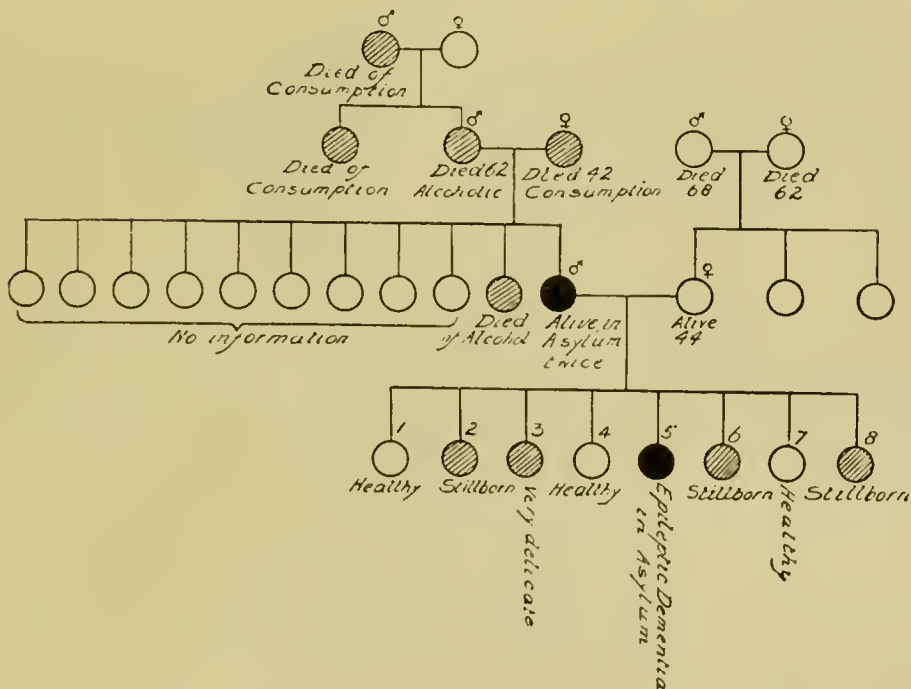 ♂ ♀
Died of
Consumption
♂ ♀ ♂ ♀
Died of
Consumption
Died 62
Alcoholic
Died 42
Consumption
Died
68
Died
62
♂ ♀
No information
Died
of Alcohol
Alive, in
Asylum
twice
Alive
44
1 2 3 4 5 6 7 8
Healthy
Stillborn
Very delicate
Healthy
Epileptic Dementia
in Asylum
Stillborn
Healthy
Stillborn